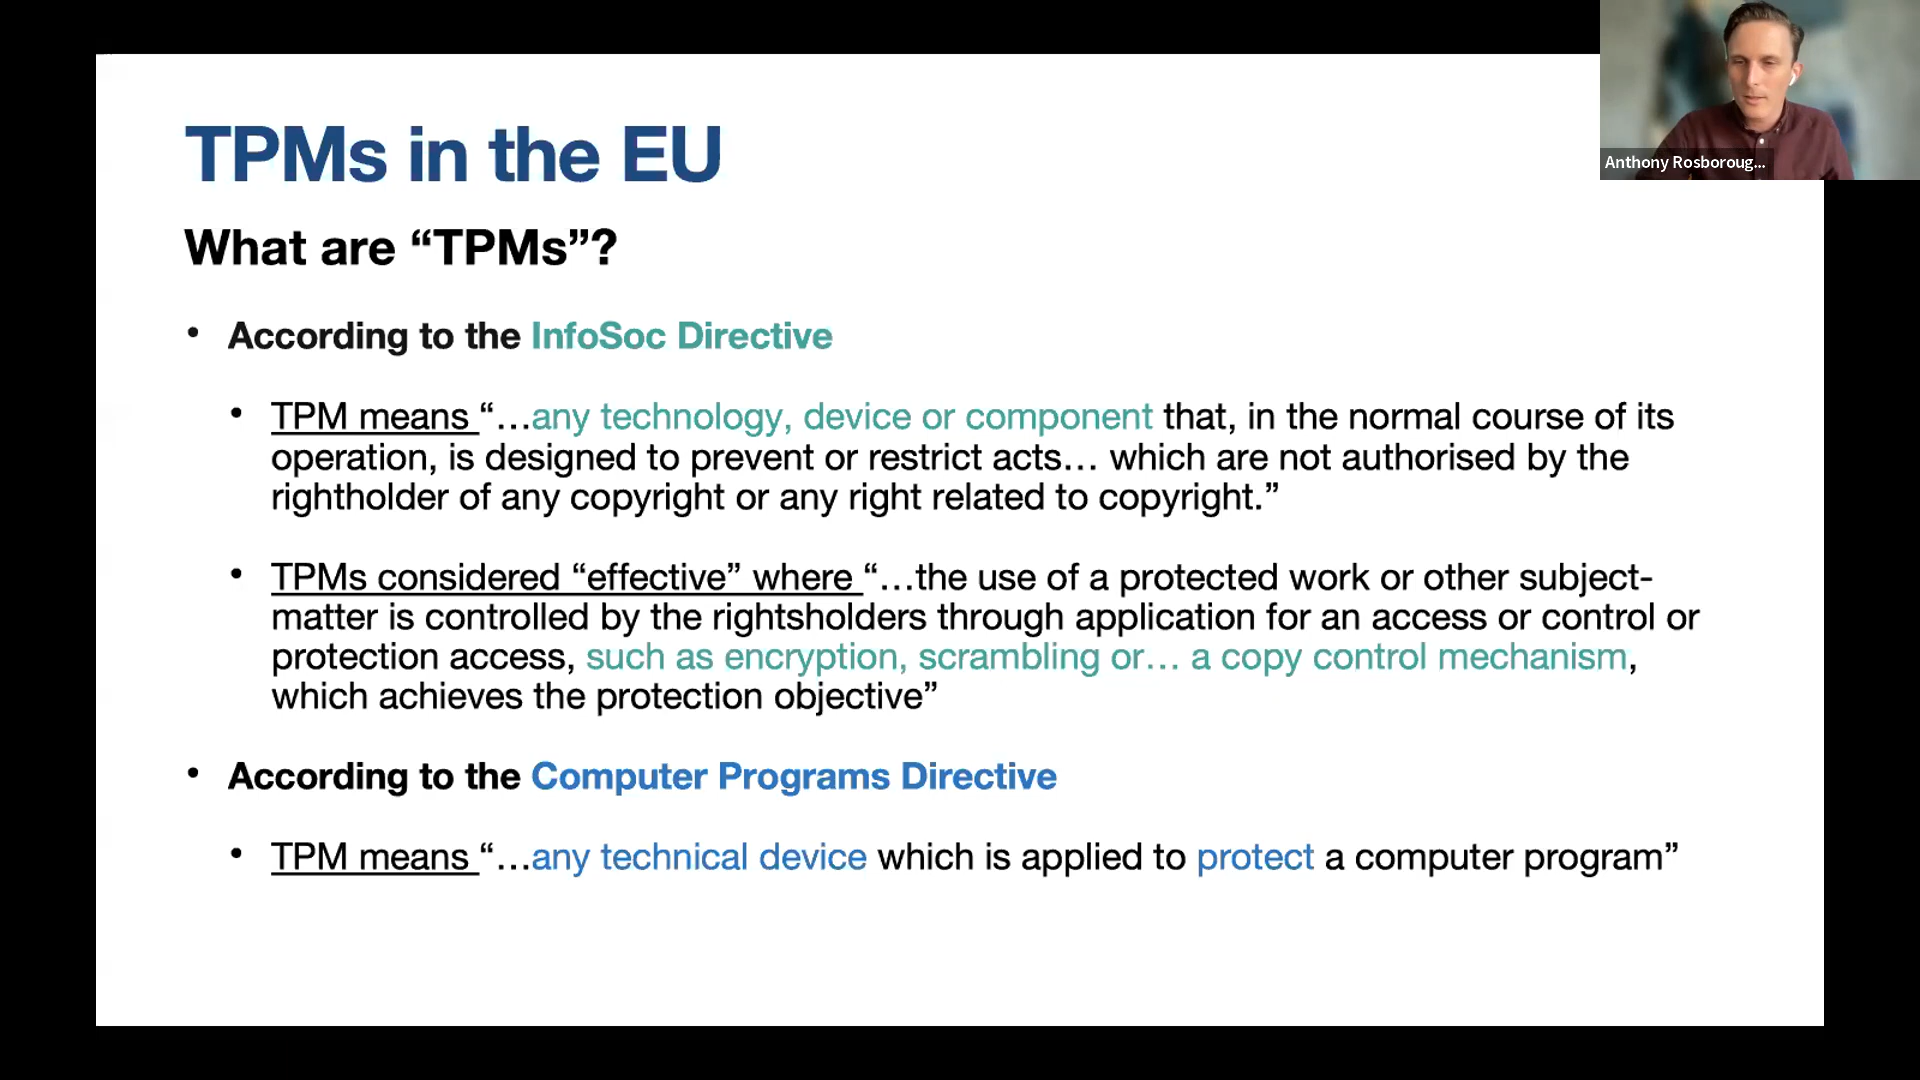 TPMs in the EU
Anthony Rosboroug...
What are “TPMs”?
• According to the InfoSoc Directive
• TPM means “…any technology, device or component that, in the normal course of its
operation, is designed to prevent or restrict acts… which are not authorised by the
rightholder of any copyright or any right related to copyright.”
• TPMs considered “effective” where “…the use of a protected work or other subject-
matter is controlled by the rightsholders through application for an access or control or
protection access, such as encryption, scrambling or… a copy control mechanism,
which achieves the protection objective”
• According to the Computer Programs Directive
• TPM means “…any technical device which is applied to protect a computer program”